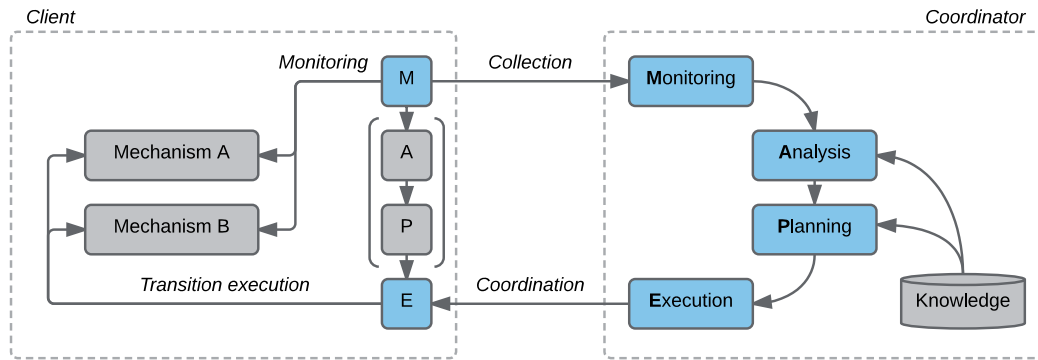 Client
Coordinator
Monitoring
M
Collection
Monitoring
Mechanism A
A
Analysis
Mechanism B
P
Planning
Transition execution
E
Coordination
Execution
Knowledge